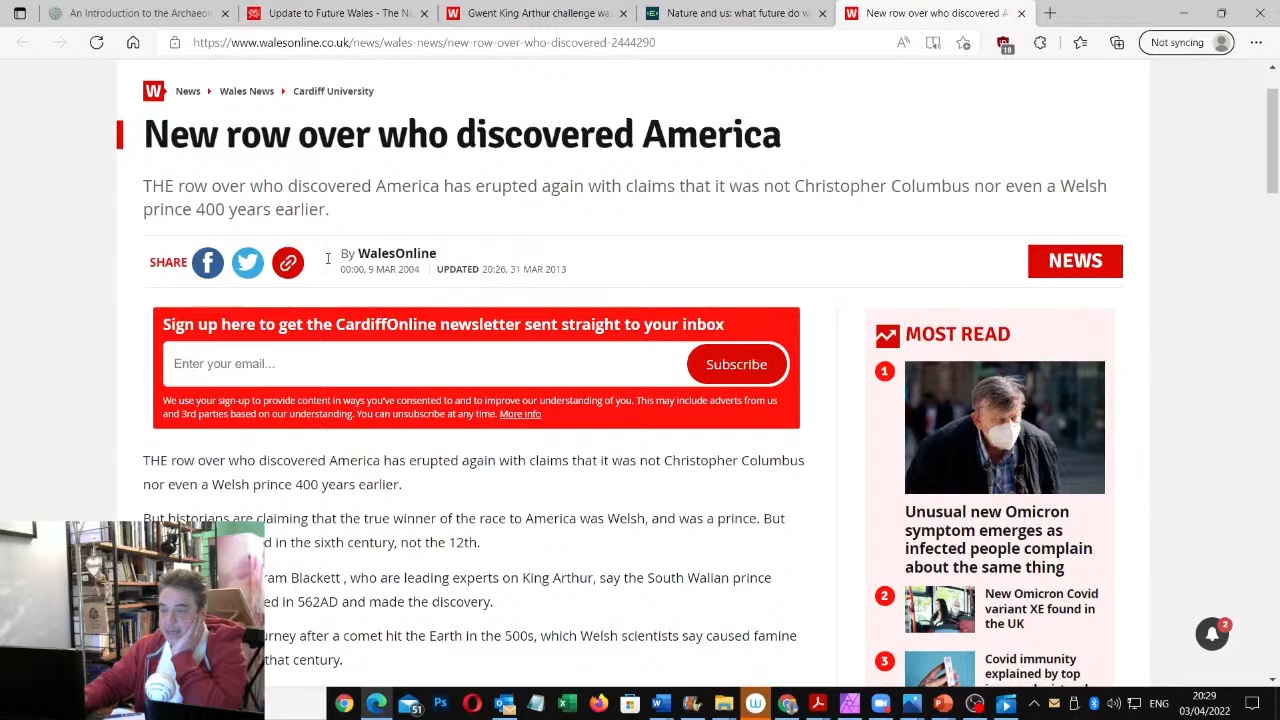 An Introduction to Archaeolo
Dating to Future News: the A
Gwent King Arthur challenge wa
Nature and us: what future do w
New row over who discovered A
https://www.walesonline.co.uk/news/wales-news/new-row-over-who-discovered-2444290
18
Not syncing
W
News
Wales News
Cardiff University
New row over who discovered America
THE row over who discovered America has erupted again with claims that it was not Christopher Columbus nor even a Welsh
prince 400 years earlier.
SHARE
By WalesOnline
00:00, 9 MAR 2004
UPDATED 20:26, 31 MAR 2013
NEWS
Sign up here to get the CardiffOnline newsletter sent straight to your inbox
Enter your email...
Subscribe
We use your sign-up to provide content in ways you've consented to and to improve our understanding of you. This may include adverts from us
and 3rd parties based on our understanding. You can unsubscribe at any time. More info
THE row over who discovered America has erupted again with claims that it was not Christopher Columbus
nor even a Welsh prince 400 years earlier.
But historians are claiming that the true winner of the race to America was Welsh, and was a prince. But
d in the sixth century, not the 12th.
ram Blackett , who are leading experts on King Arthur, say the South Walian prince
ed in 562AD and made the discovery.
urney after a comet hit the Earth in the 500s, which Welsh scientists say caused famine
that century.
MOST READ
1
Unusual new Omicron
symptom emerges as
infected people complain
about the same thing
2
New Omicron Covid
variant XE found in
the UK
3
Covid immunity
explained by top
2
51
ENG
20:29
03/04/2022